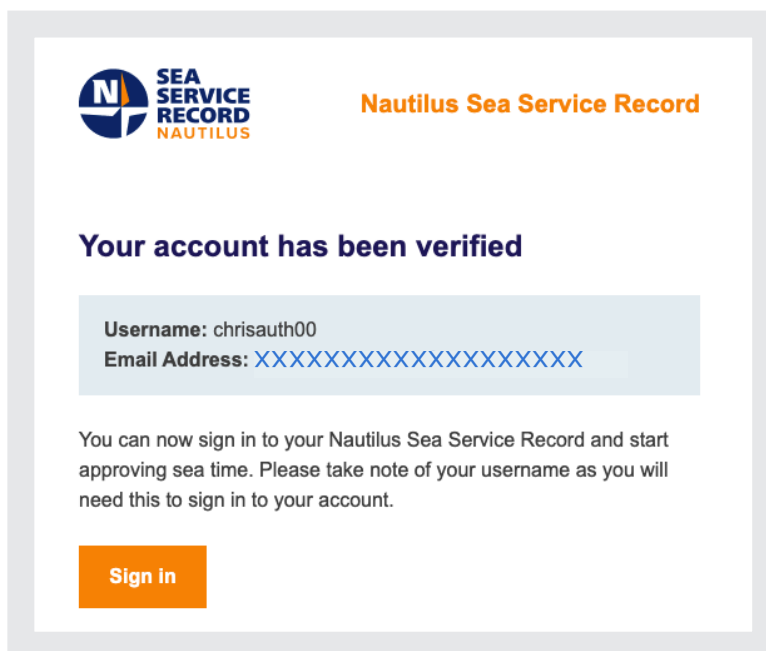 N
SEA
SERVICE
RECORD
NAUTILUS
Nautilus Sea Service Record
Your account has been verified
Username: chrisauth00
Email Address: XXXXXXXXXXXXXXXXXXX
You can now sign in to your Nautilus Sea Service Record and start
approving sea time. Please take note of your username as you will
need this to sign in to your account.
Sign in